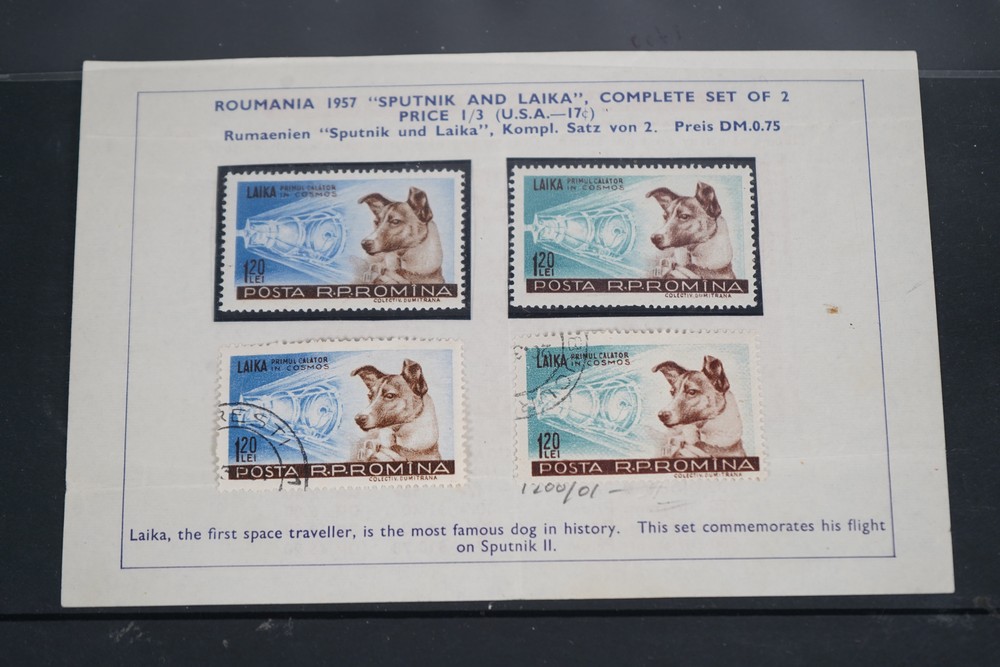 ROUMANIA 1957 "SPUTNIK AND LAIKA", COMPLETE SET OF 2
PRICE 1/3 (U.S.A.—17¢)
Rumaenien "Sputnik und Laika", Kompl. Satz von 2. Preis DM.0.75
LAIKA PRIMUL CALATOR
IN COSMOS
1.20
LEI
POSTA R.P.ROMINA
COLECTIV. DUMITRANA
LAIKA PRIMUL CALATOR
IN COSMOS
1.20
LEI
POSTA R.P.ROMINA
COLECTIV. DUMITRANA
LAIKA PRIMUL CALATOR
IN COSMOS
RESTI
1.20
LEI
POSTA R.P.ROMINA
COLECTIV. DUMITRANA
LAIKA PRIMUL CALATOR
IN COSMOS
1.20
LEI
POSTA R.P.ROMINA
COLECTIV. DUMITRANA
1200/01 -
Laika, the first space traveller, is the most famous dog in history. This set commemorates his flight
on Sputnik II.